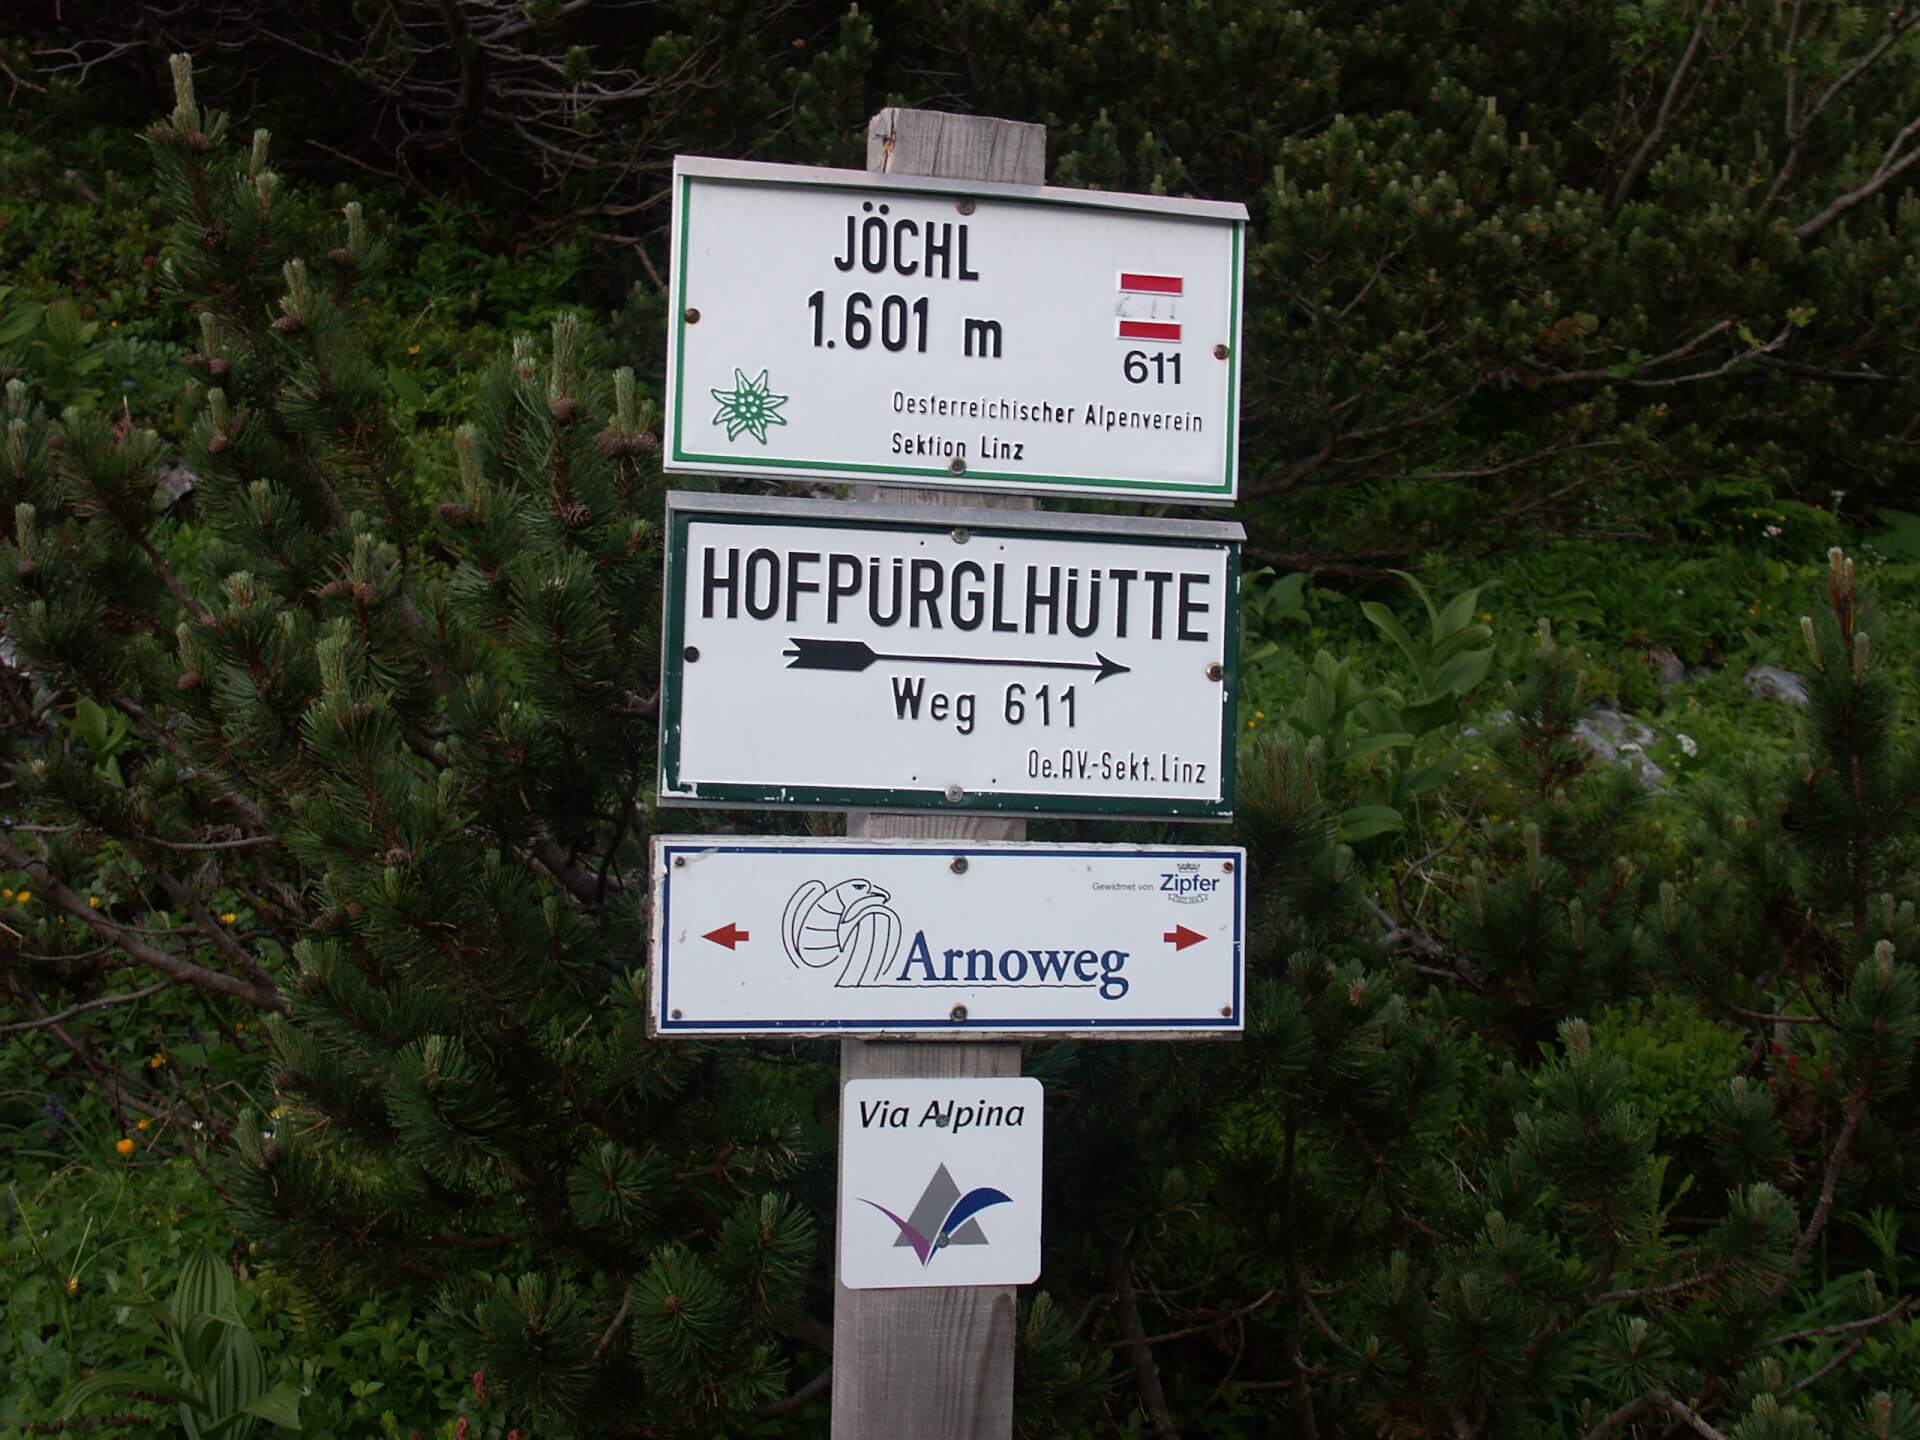 JÖCHL
1.601 m
611
611
Oesterreichischer Alpenverein
Sektion Linz
HOFPÜRGLHÜTTE
Weg 611
Oe.AV.-Sekt.Linz
Gewidmet von Zipfer
Arnoweg
Via Alpina